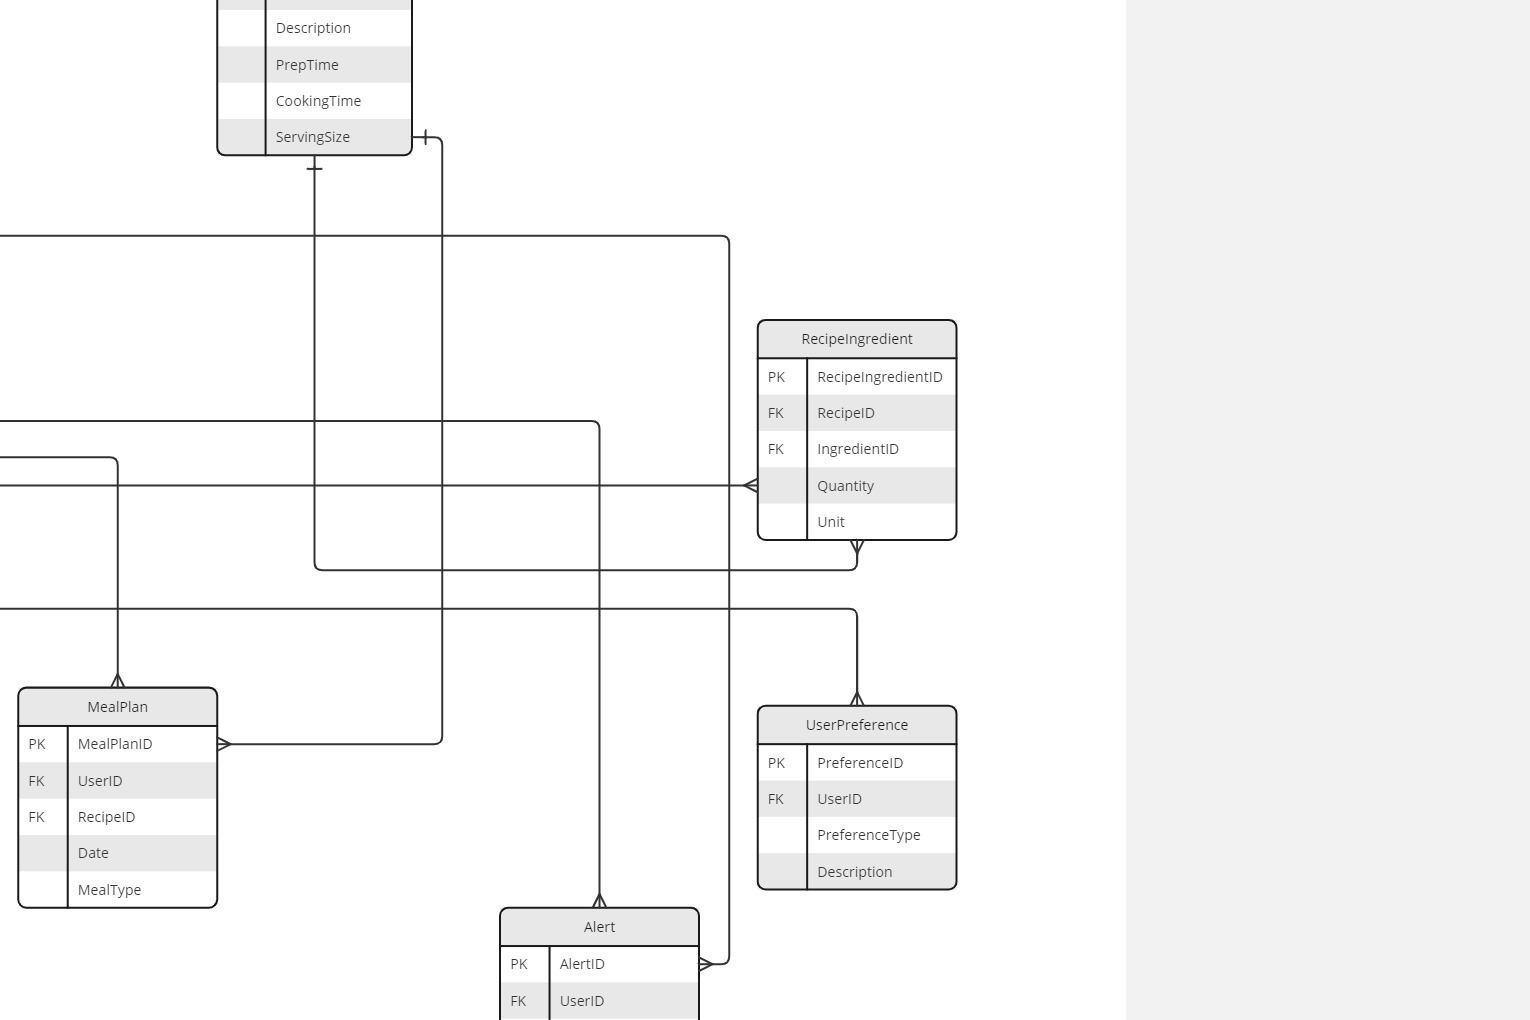 Description
PrepTime
CookingTime
ServingSize
RecipeIngredient
PK RecipeIngredientID
FK RecipeID
FK IngredientID
Quantity
Unit
MealPlan
PK MealPlanID
FK UserID
FK RecipeID
Date
MealType
UserPreference
PK PreferenceID
FK UserID
PreferenceType
Description
Alert
PK AlertID
FK UserID